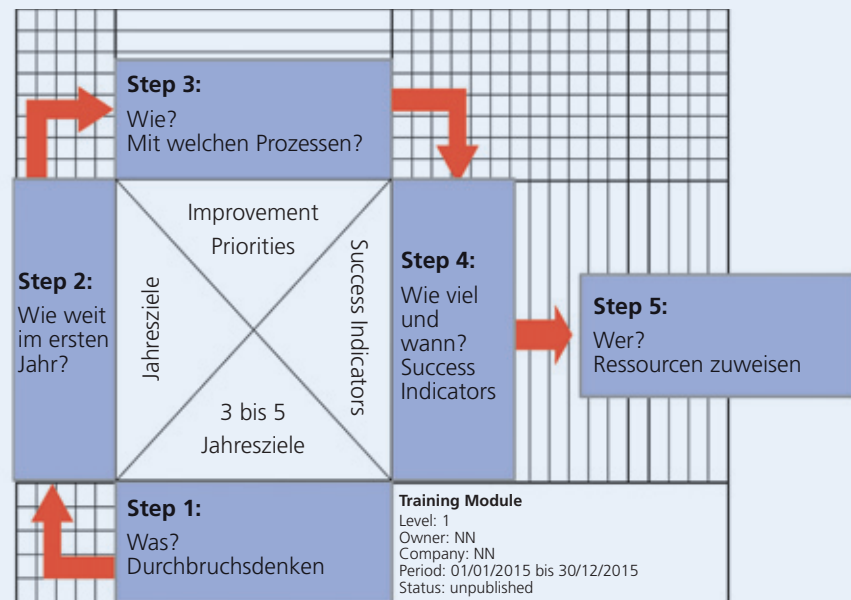 Step 3:
Wie?
Mit welchen Prozessen?
Improvement
Priorities
Step 2:
Wie weit
im ersten
Jahr?
Jahresziele
Success Indicators
Step 4:
Wie viel
und
wann?
Success
Indicators
Step 5:
Wer?
Ressourcen zuweisen
3 bis 5
Jahresziele
Step 1:
Was?
Durchbruchsdenken
Training Module
Level: 1
Owner: NN
Company: NN
Period: 01/01/2015 bis 30/12/2015
Status: unpublished